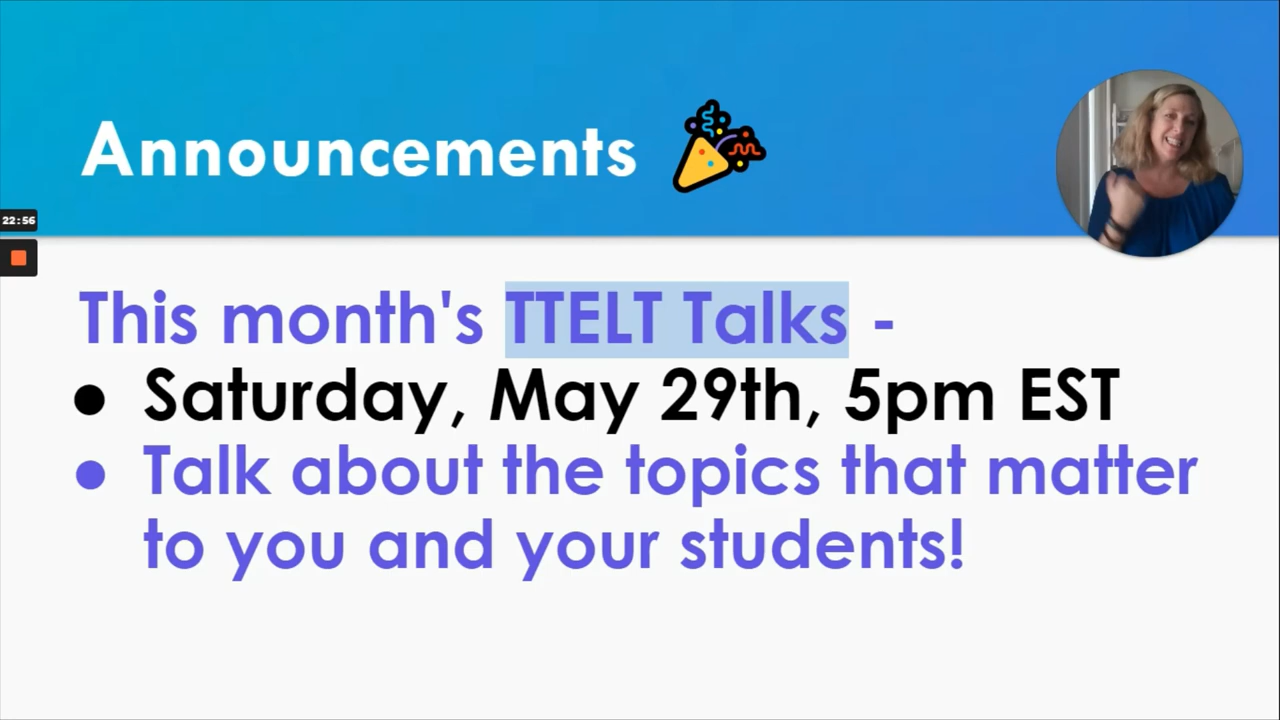 Announcements
22:56
This month's TTELT Talks -
● Saturday, May 29th, 5pm EST
● Talk about the topics that matter
to you and your students!